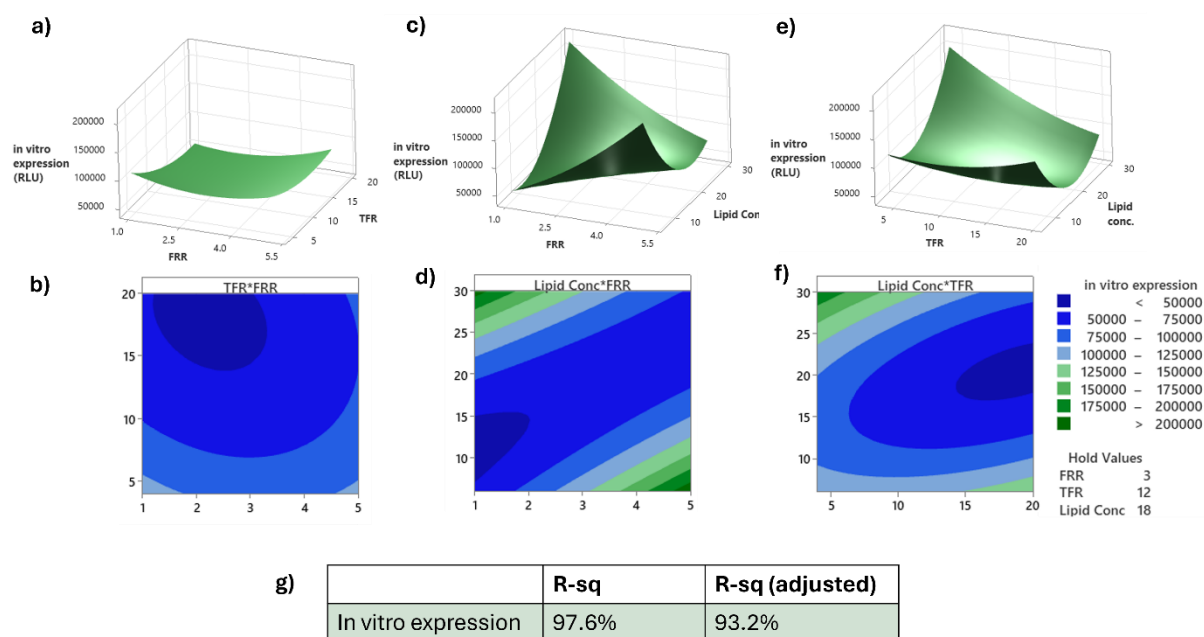 a)
200000
150000
100000
50000
in vitro
expression
(RLU)
1.0
2.5
4.0
5.5
FRR
5
10
15
20
TFR
c)
200000
150000
100000
50000
in vitro
expression
(RLU)
1.0
2.5
4.0
5.5
FRR
10
20
30
Lipid Con
e)
200000
150000
100000
50000
in vitro
expression
(RLU)
5
10
15
20
TFR
10
20
30
Lipid
conc.
b)
TFR*FRR
20
15
10
5
1 2 3 4 5
d)
Lipid Conc*FRR
30
25
20
15
10
1 2 3 4 5
f)
Lipid Conc*TFR
30
25
20
15
10
5 10 15 20
in vitro expression
< 50000
50000 – 75000
75000 – 100000
100000 – 125000
125000 – 150000
150000 – 175000
175000 – 200000
> 200000
Hold Values
FRR 3
TFR 12
Lipid Conc 18
g)
R-sq R-sq (adjusted)
In vitro expression 97.6% 93.2%